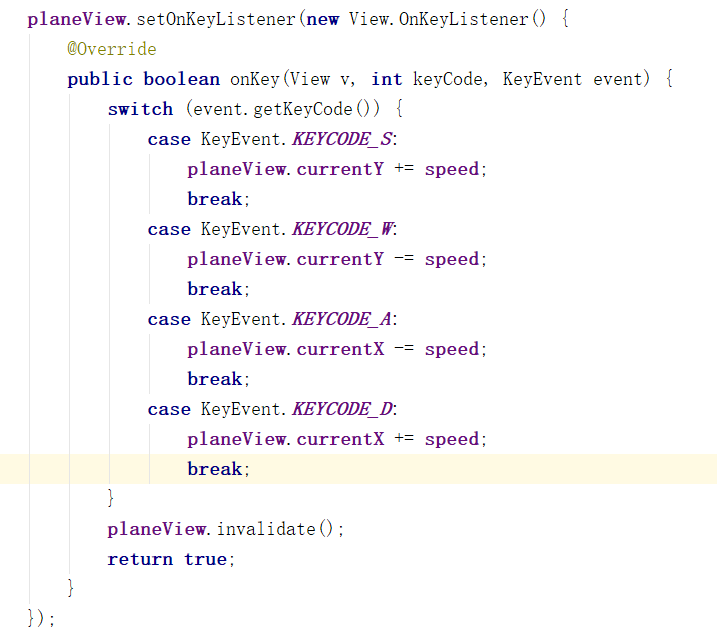 planeView.setOnKeyListener(new View.OnKeyListener() {
    @Override
    public boolean onKey(View v, int keyCode, KeyEvent event) {
        switch (event.getKeyCode()) {
            case KeyEvent.KEYCODE_S:
                planeView.currentY += speed;
                break;
            case KeyEvent.KEYCODE_W:
                planeView.currentY -= speed;
                break;
            case KeyEvent.KEYCODE_A:
                planeView.currentX -= speed;
                break;
            case KeyEvent.KEYCODE_D:
                planeView.currentX += speed;
                break;
        }
        planeView.invalidate();
        return true;
    }
});